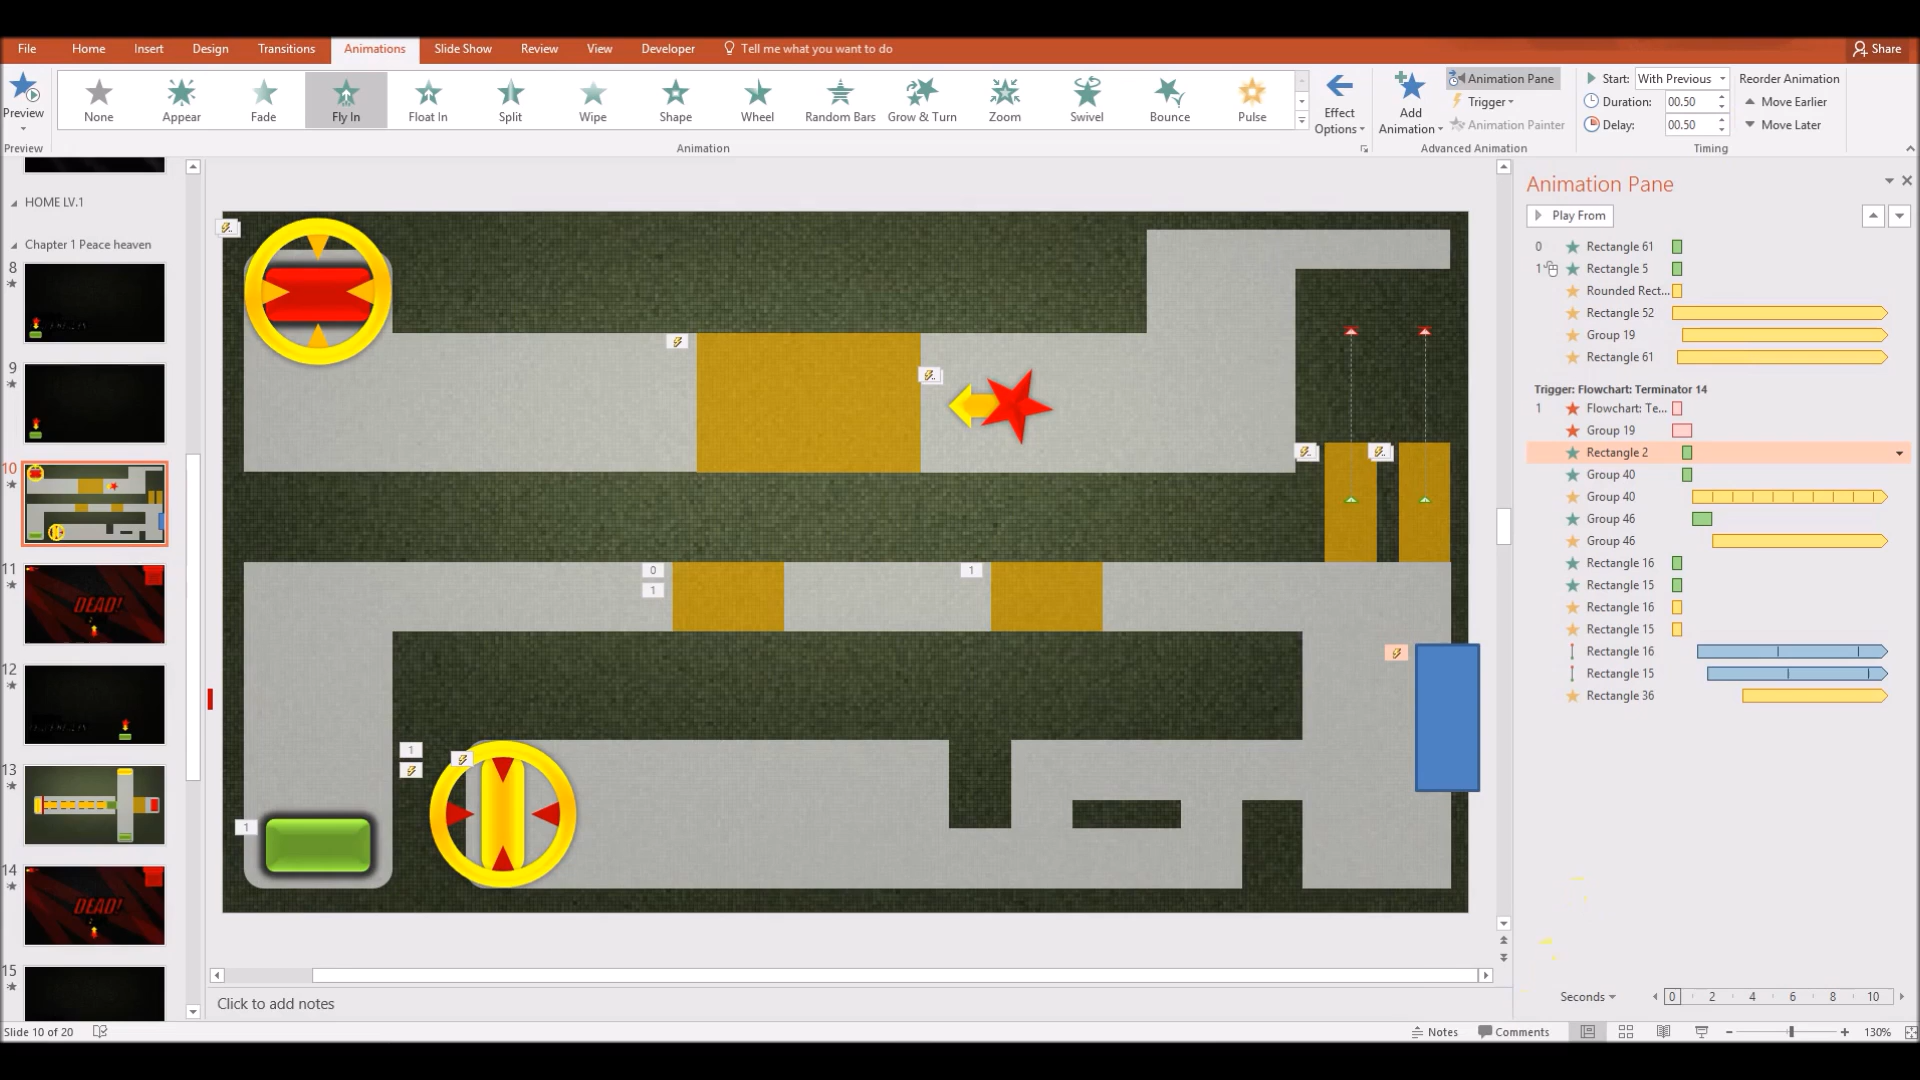 File Home Insert Design Transitions Animations Slide Show Review View Developer Tell me what you want to do Share
Preview
None Appear Fade Fly In Float In Split Wipe Shape Wheel Random Bars Grow & Turn Zoom Swivel Bounce Pulse
Effect Options
Add Animation
Animation Pane
Trigger
Animation Painter
Start: With Previous
Duration: 00.50
Delay: 00.50
Reorder Animation
Move Earlier
Move Later
Preview Animation Advanced Animation Timing
HOME LV.1
Chapter 1 Peace heaven
8
9
10
11
DEAD!
12
13
14
DEAD!
15
0
1
1
1
1
Click to add notes
Animation Pane
Play From
0 Rectangle 61
1 Rectangle 5
Rounded Rect...
Rectangle 52
Group 19
Rectangle 61
Trigger: Flowchart: Terminator 14
1 Flowchart: Te...
Group 19
Rectangle 2
Group 40
Group 40
Group 46
Group 46
Rectangle 16
Rectangle 15
Rectangle 16
Rectangle 15
Rectangle 16
Rectangle 15
Rectangle 36
Seconds 0 2 4 6 8 10
Slide 10 of 20 Notes Comments 130%